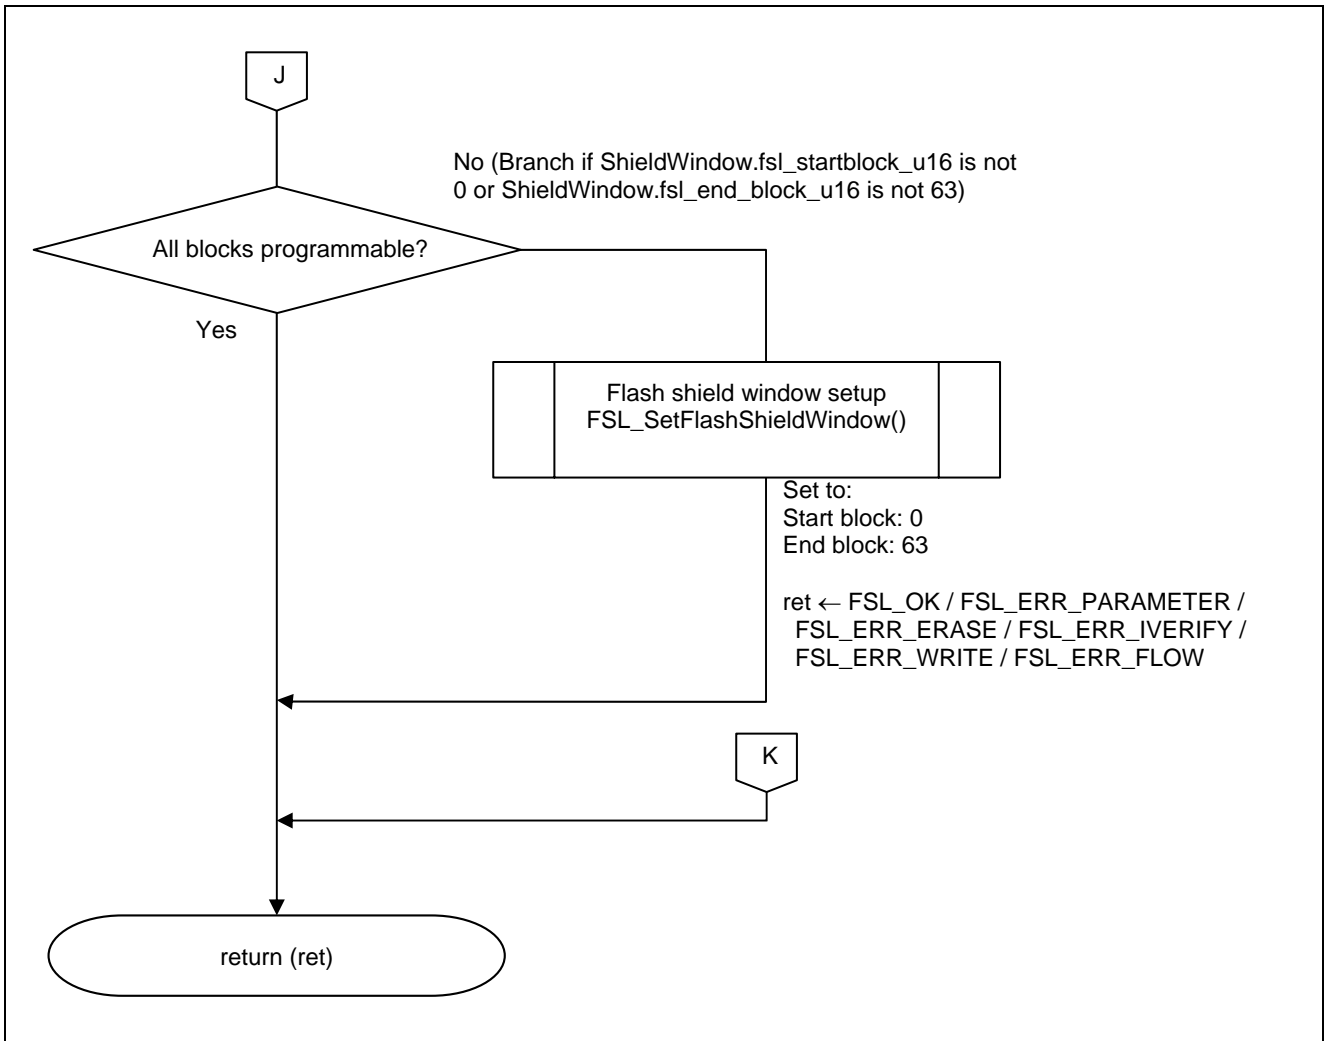 J
No (Branch if ShieldWindow.fsl_startblock_u16 is not
0 or ShieldWindow.fsl_end_block_u16 is not 63)
All blocks programmable?
Yes
Flash shield window setup
FSL_SetFlashShieldWindow()
Set to:
Start block: 0
End block: 63
ret ← FSL_OK / FSL_ERR_PARAMETER /
FSL_ERR_ERASE / FSL_ERR_IVERIFY /
FSL_ERR_WRITE / FSL_ERR_FLOW
K
return (ret)